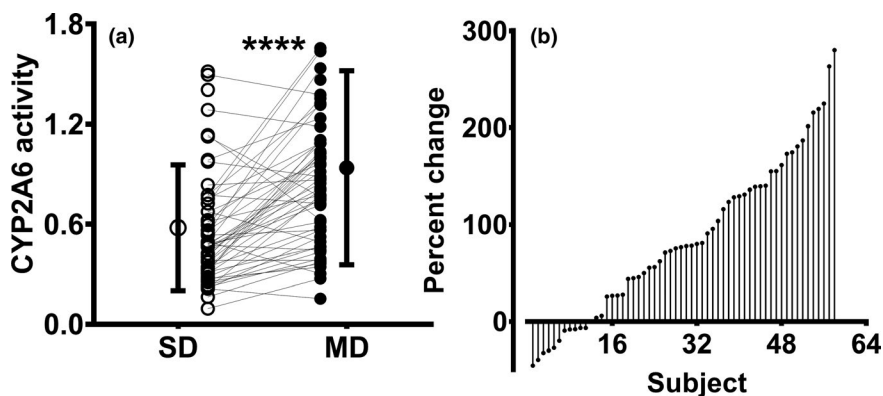 (a)
****
CYP2A6 activity
1.8
1.2
0.6
0.0
SD
MD
(b)
Percent change
300
200
100
0
16
32
48
64
Subject